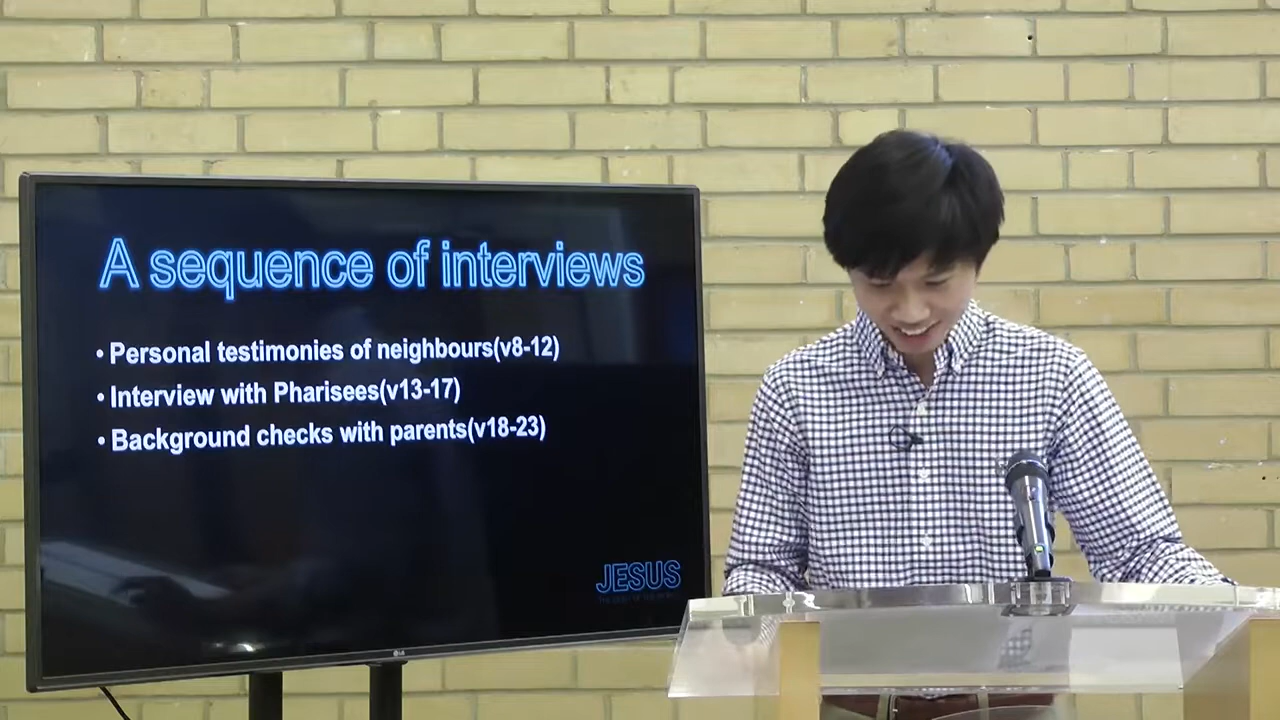 A sequence of interviews
• Personal testimonies of neighbours(v8-12)
• Interview with Pharisees(v13-17)
• Background checks with parents(v18-23)
JESUS
LG